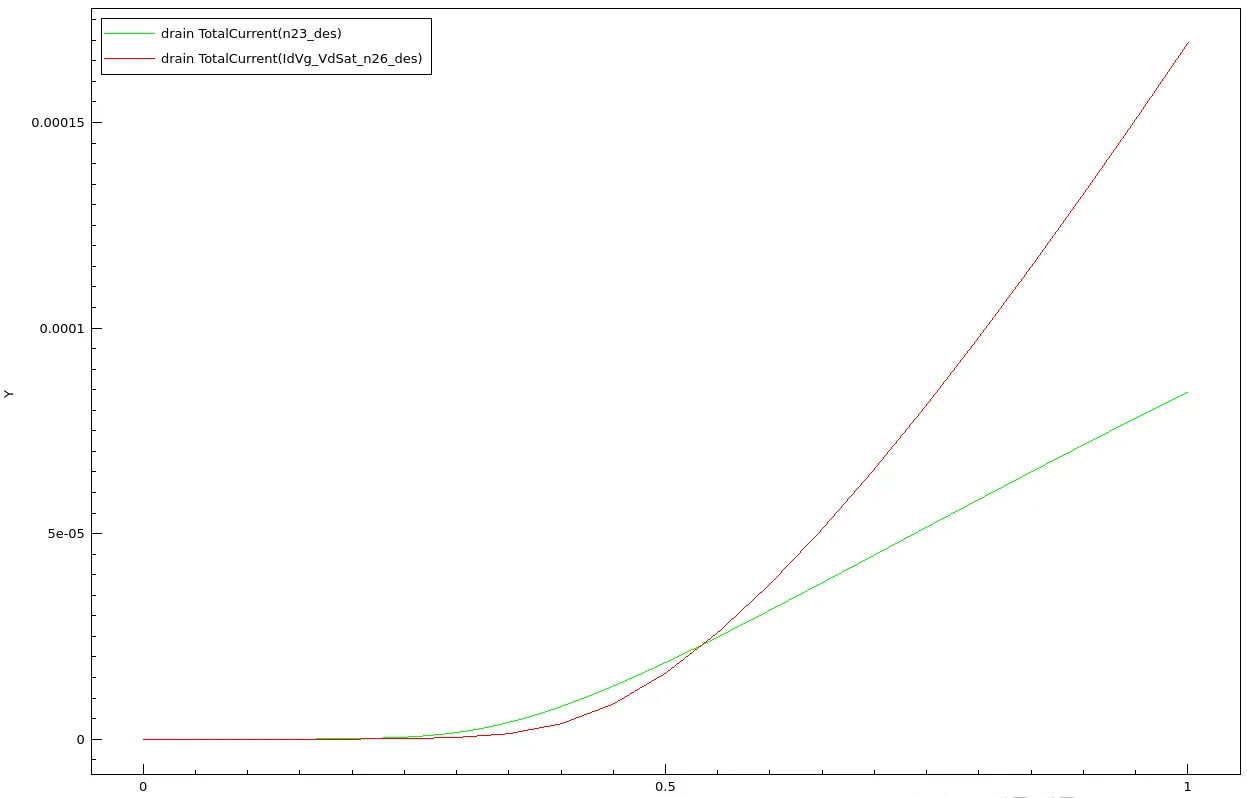 drain TotalCurrent(n23_des)
drain TotalCurrent(IdVg_VdSat_n26_des)
0.00015
0.0001
Y
5e-05
0
0
0.5
1